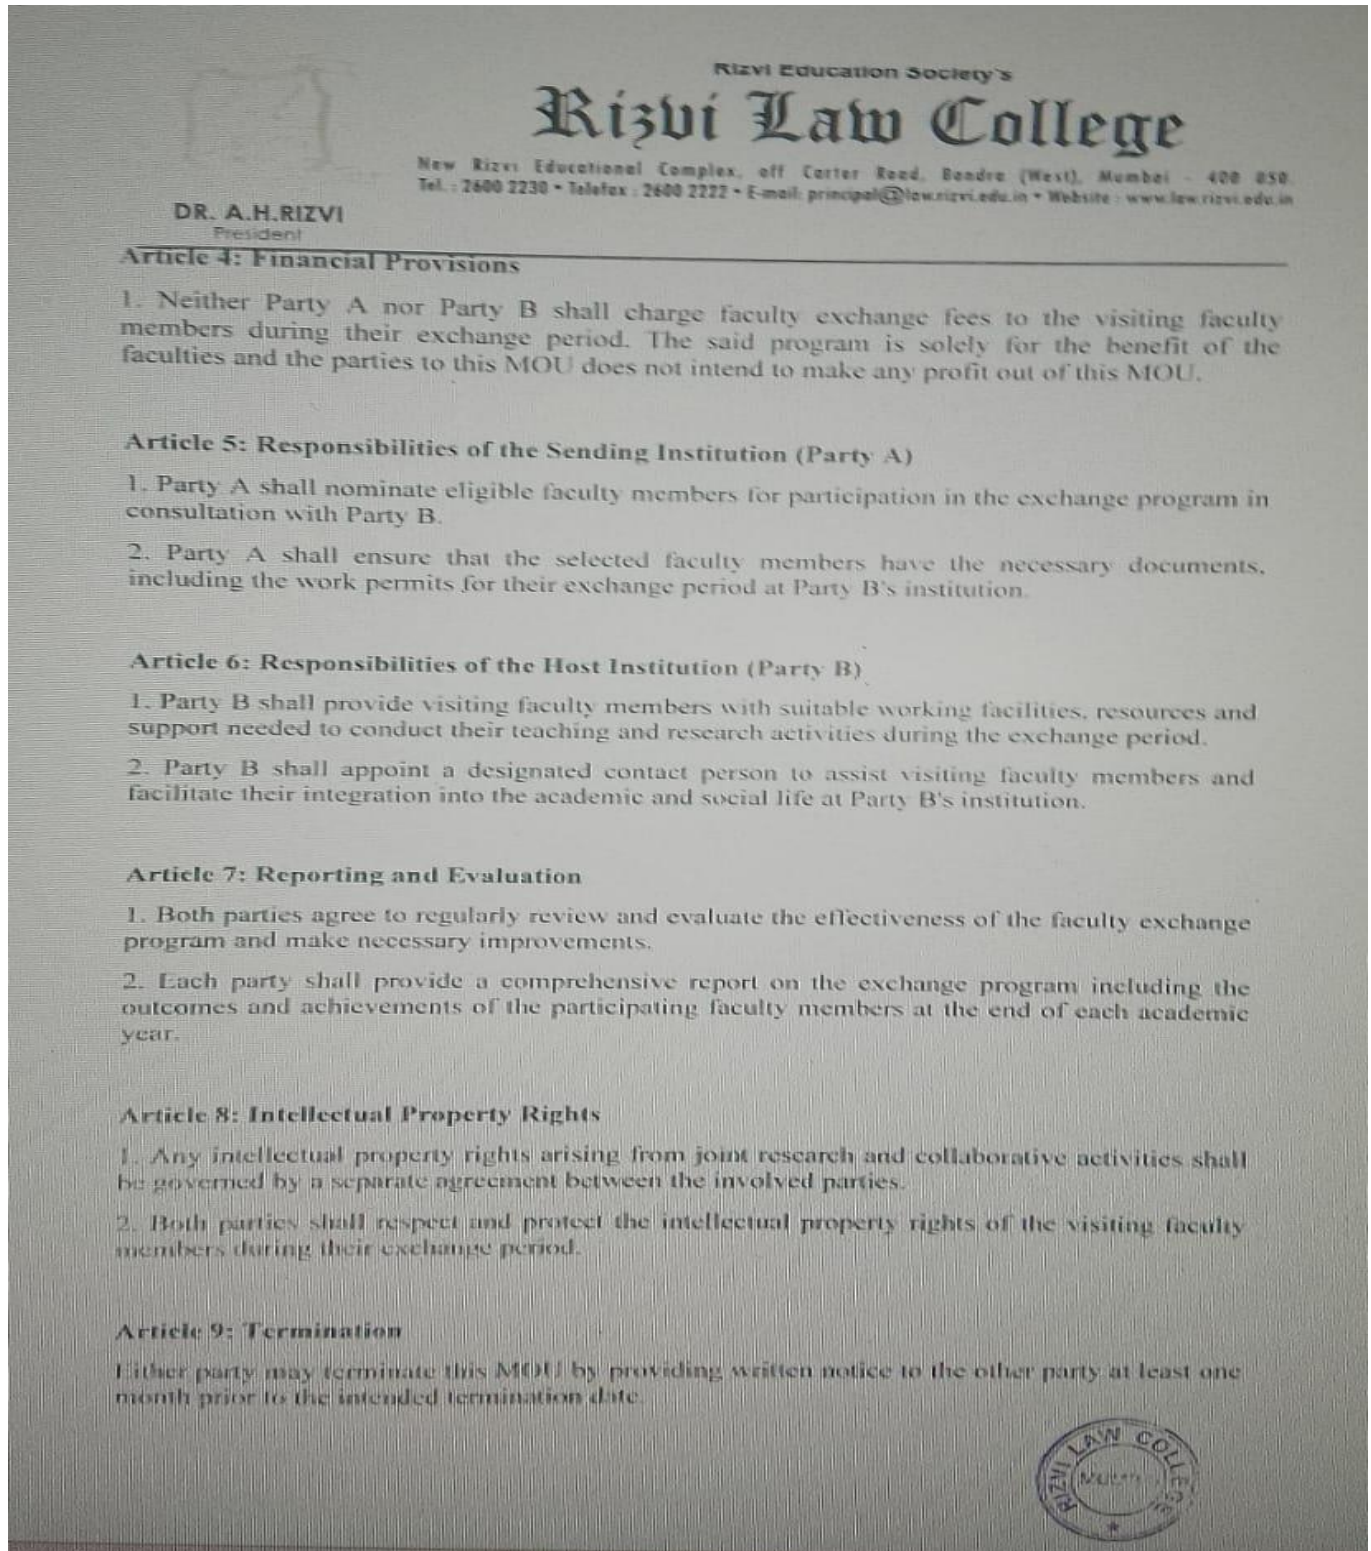 Rizvi Education Society's
Rizvi Law College
New Rizvi Educational Complex, off Carter Road, Bandra (West), Mumbai - 400 050.
Tel. : 2600 2230 • Telefax : 2600 2222 • E-mail: principal@law.rizvi.edu.in • Website : www.law.rizvi.edu.in
DR. A.H.RIZVI
President
Article 4: Financial Provisions
1. Neither Party A nor Party B shall charge faculty exchange fees to the visiting faculty
members during their exchange period. The said program is solely for the benefit of the
faculties and the parties to this MOU does not intend to make any profit out of this MOU.
Article 5: Responsibilities of the Sending Institution (Party A)
1. Party A shall nominate eligible faculty members for participation in the exchange program in
consultation with Party B.
2. Party A shall ensure that the selected faculty members have the necessary documents,
including the work permits for their exchange period at Party B's institution.
Article 6: Responsibilities of the Host Institution (Party B)
1. Party B shall provide visiting faculty members with suitable working facilities, resources and
support needed to conduct their teaching and research activities during the exchange period.
2. Party B shall appoint a designated contact person to assist visiting faculty members and
facilitate their integration into the academic and social life at Party B's institution.
Article 7: Reporting and Evaluation
1. Both parties agree to regularly review and evaluate the effectiveness of the faculty exchange
program and make necessary improvements.
2. Each party shall provide a comprehensive report on the exchange program including the
outcomes and achievements of the participating faculty members at the end of each academic
year.
Article 8: Intellectual Property Rights
1. Any intellectual property rights arising from joint research and collaborative activities shall
be governed by a separate agreement between the involved parties.
2. Both parties shall respect and protect the intellectual property rights of the visiting faculty
members during their exchange period.
Article 9: Termination
Either party may terminate this MOU by providing written notice to the other party at least one
month prior to the intended termination date.
RIZVI LAW COLLEGE